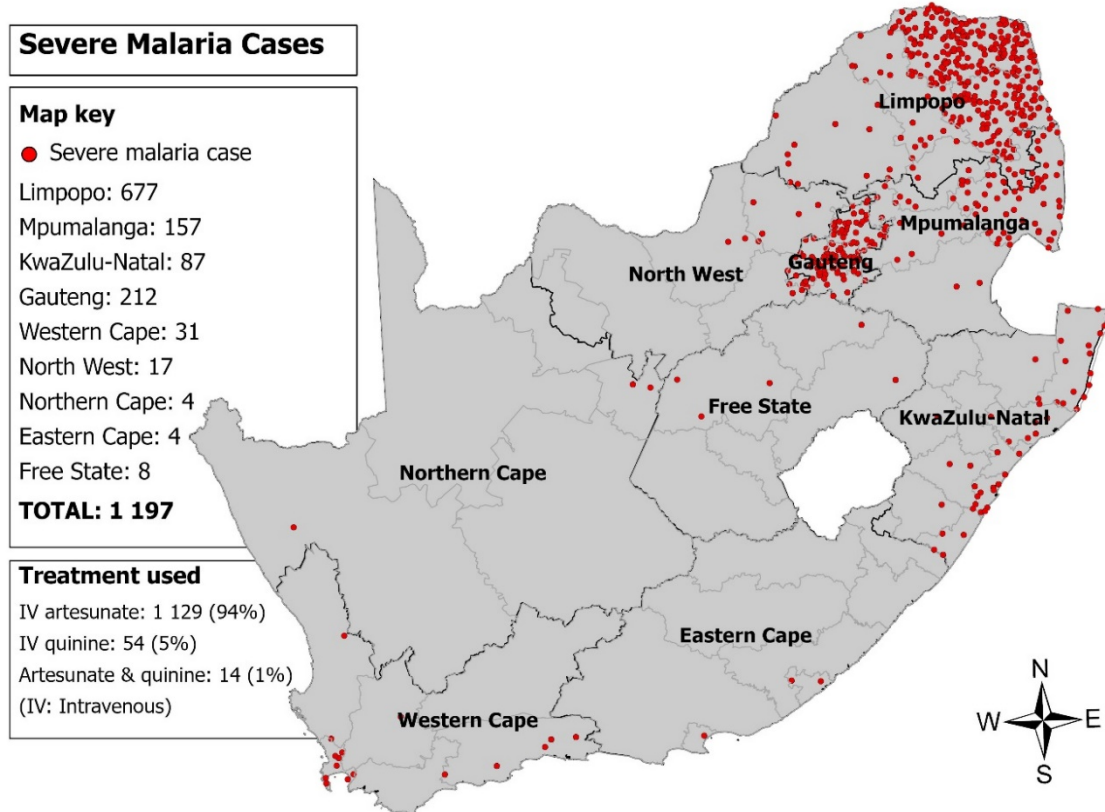 Severe Malaria Cases
Map key
Severe malaria case
Limpopo: 677
Mpumalanga: 157
KwaZulu-Natal: 87
Gauteng: 212
Western Cape: 31
North West: 17
Northern Cape: 4
Eastern Cape: 4
Free State: 8
TOTAL: 1 197
Treatment used
IV artesunate: 1 129 (94%)
IV quinine: 54 (5%)
Artesunate & quinine: 14 (1%)
(IV: Intravenous)
Limpopo
Mpumalanga
Gauteng
North West
Free State
KwaZulu-Natal
Northern Cape
Eastern Cape
Western Cape
N
W
E
S